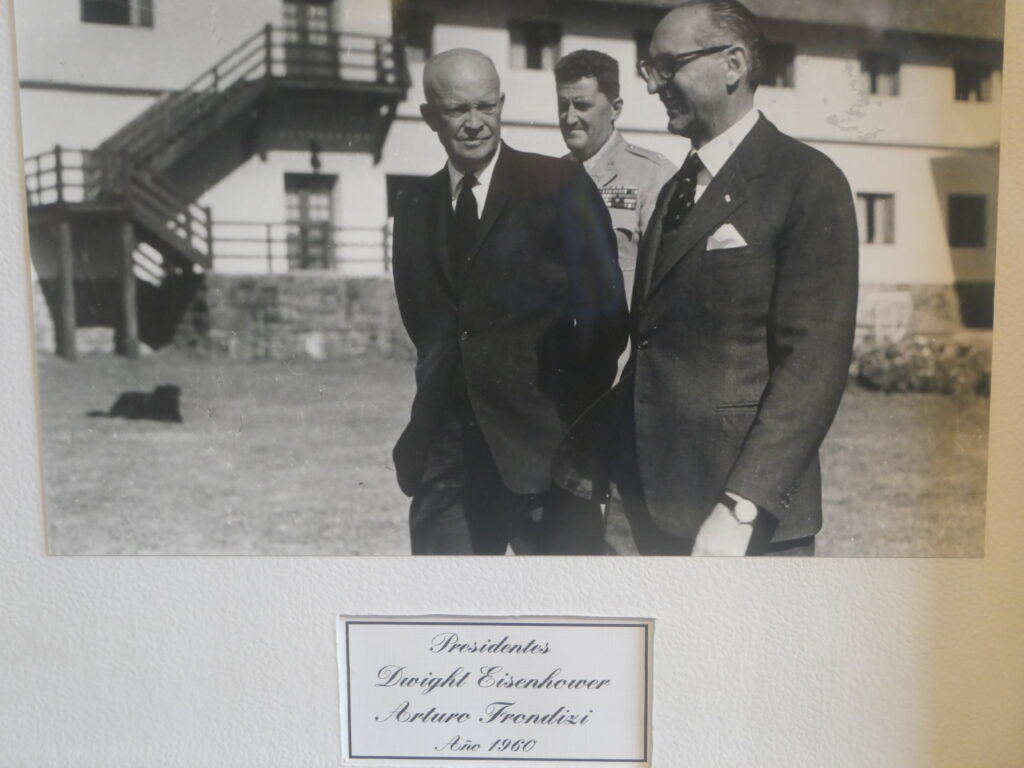 Presidentes
Dwight Eisenhower
Arturo Frondizi
Año 1960